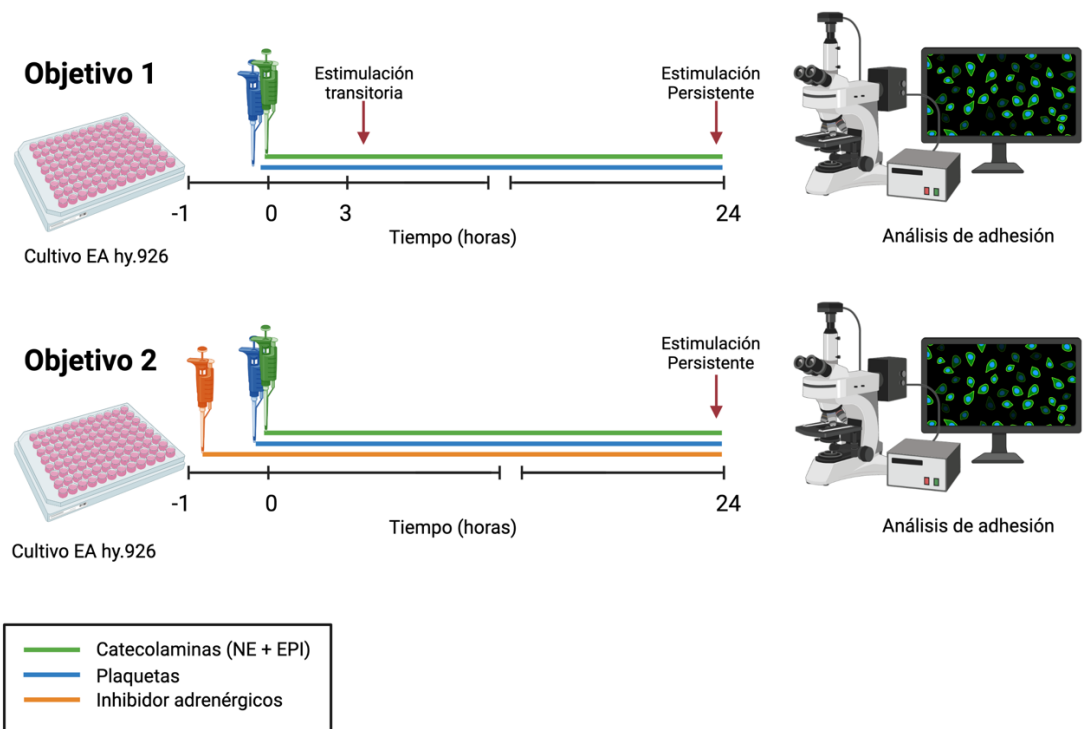 Objetivo 1
Estimulación
transitoria
Estimulación
Persistente
-1
0
3
24
Tiempo (horas)
Cultivo EA hy.926
Análisis de adhesión
Objetivo 2
Estimulación
Persistente
-1
0
24
Tiempo (horas)
Cultivo EA hy.926
Análisis de adhesión
Catecolaminas (NE + EPI)
Plaquetas
Inhibidor adrenérgicos